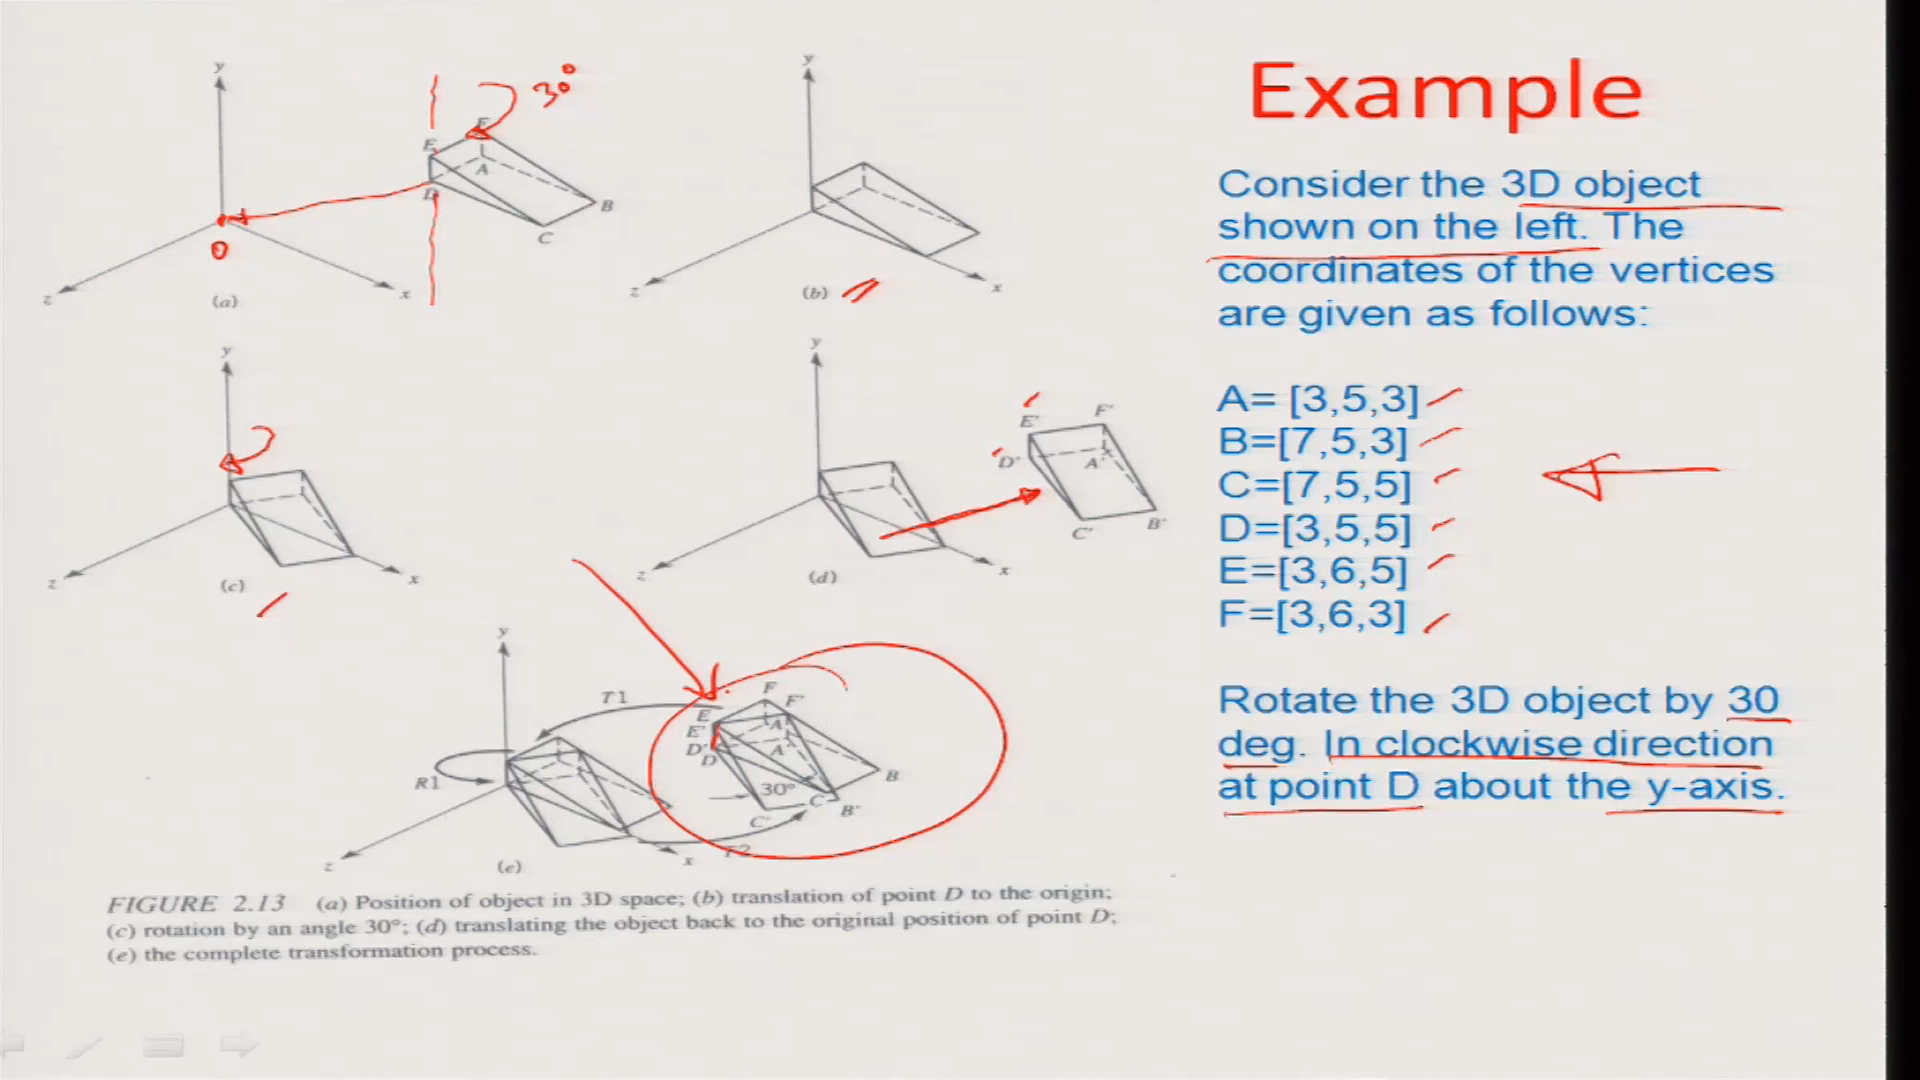 Example
Consider the 3D object
shown on the left. The
coordinates of the vertices
are given as follows:
A= [3,5,3]
B=[7,5,3]
C=[7,5,5]
D=[3,5,5]
E=[3,6,5]
F=[3,6,3]
Rotate the 3D object by 30
deg. In clockwise direction
at point D about the y-axis.
y
30°
F
E
A
D
B
C
O
z
x
(a)
y
z
x
(b)
y
z
x
(c)
y
E'
F'
D'
A'
C'
B'
z
x
(d)
y
T1
F
F'
E
E'
A
D'
A'
D
B
R1
30°
C
C'
B'
T2
z
x
(e)
FIGURE 2.13 (a) Position of object in 3D space; (b) translation of point D to the origin;
(c) rotation by an angle 30°; (d) translating the object back to the original position of point D;
(e) the complete transformation process.